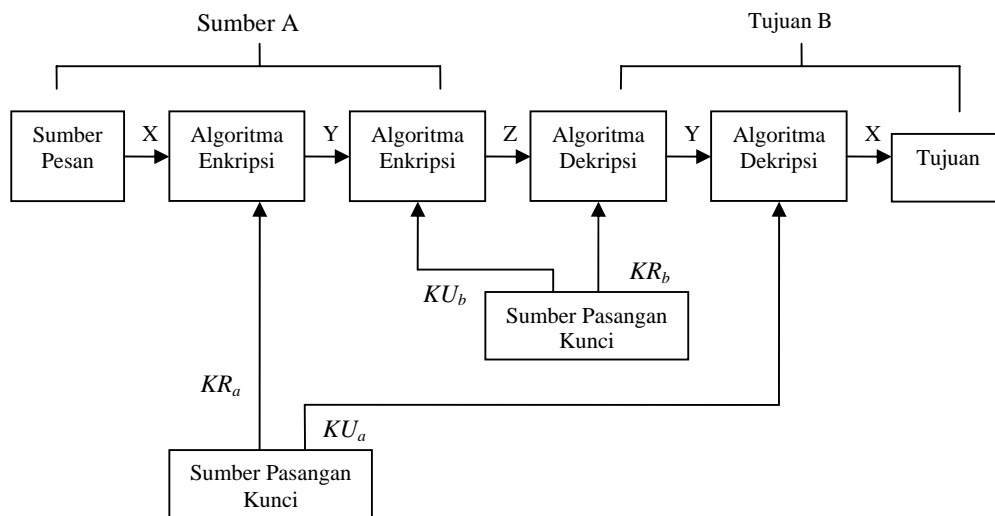 Sumber A
Tujuan B
Sumber
Pesan
X
Algoritma
Enkripsi
Y
Algoritma
Enkripsi
Z
Algoritma
Dekripsi
Y
Algoritma
Dekripsi
X
Tujuan
KU_b
KR_b
Sumber Pasangan
Kunci
KR_a
KU_a
Sumber Pasangan
Kunci